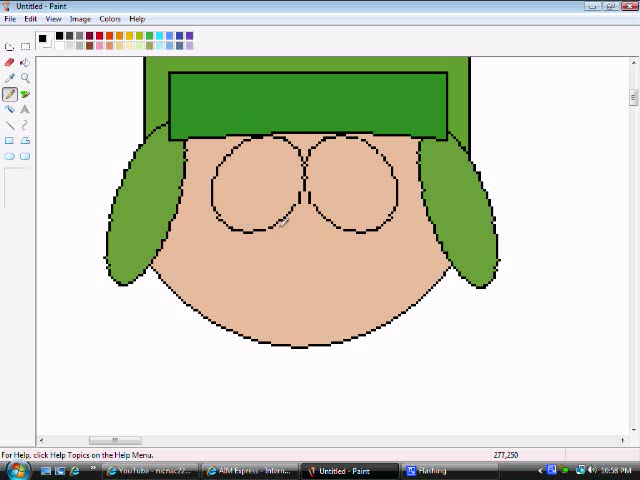 Untitled - Paint
File Edit View Image Colors Help
For Help, click Help Topics on the Help Menu.
277,250
YouTube - nicnac22...
AIM Express - Intern...
Untitled - Paint
Flashing
10:58 PM